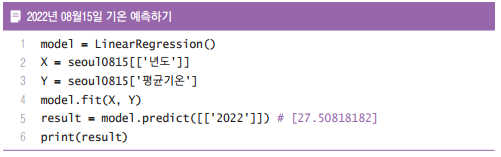 2022년 08월15일 기온 예측하기
1 model = LinearRegression()
2 X = seoul0815[['년도']]
3 Y = seoul0815['평균기온']
4 model.fit(X, Y)
5 result = model.predict([['2022']]) # [27.50818182]
6 print(result)